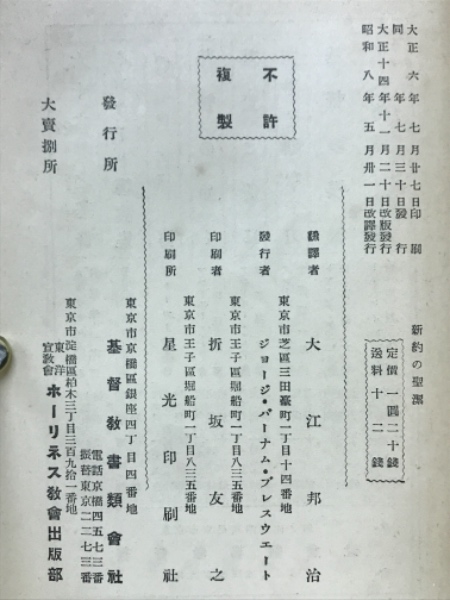 大正六年七月廿七日印刷
同年七月三十日發行
大正十四年十一月二十日改版發行
昭和八年五月卅一日改譯發行
新約の聖潔
定價一圓二十錢
送料十二錢
不許
複製
飜譯者 大江邦治
東京市芝區三田臺町一丁目十四番地
發行者 ジョージ・バーナム・ブレスウエート
東京市王子區堀船町一丁目八三五番地
印刷者 折坂友之
東京市王子區堀船町一丁目八三五番地
印刷所 星光印刷社
發行所
東京市京橋區銀座四丁目四番地
基督敎書類會社
電話京橋四五七三番
振替東京二二七三番
大賣捌所
東京市淀橋區柏木三丁目三百九拾一番地
東洋宣敎會 ホーリネス敎會出版部